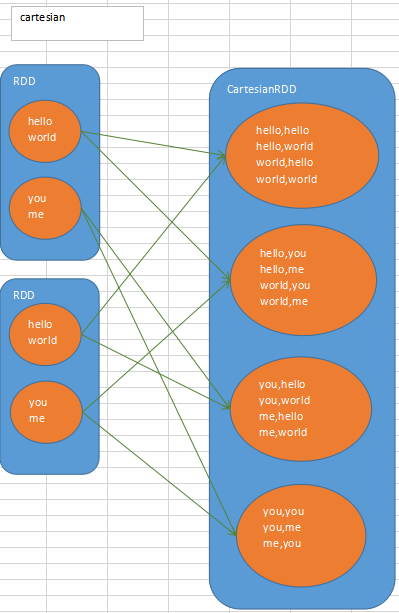 cartesian
RDD
hello
world
you
me
RDD
hello
world
you
me
CartesianRDD
hello,hello
hello,world
world,hello
world,world
hello,you
hello,me
world,you
world,me
you,hello
you,world
me,hello
me,world
you,you
you,me
me,you